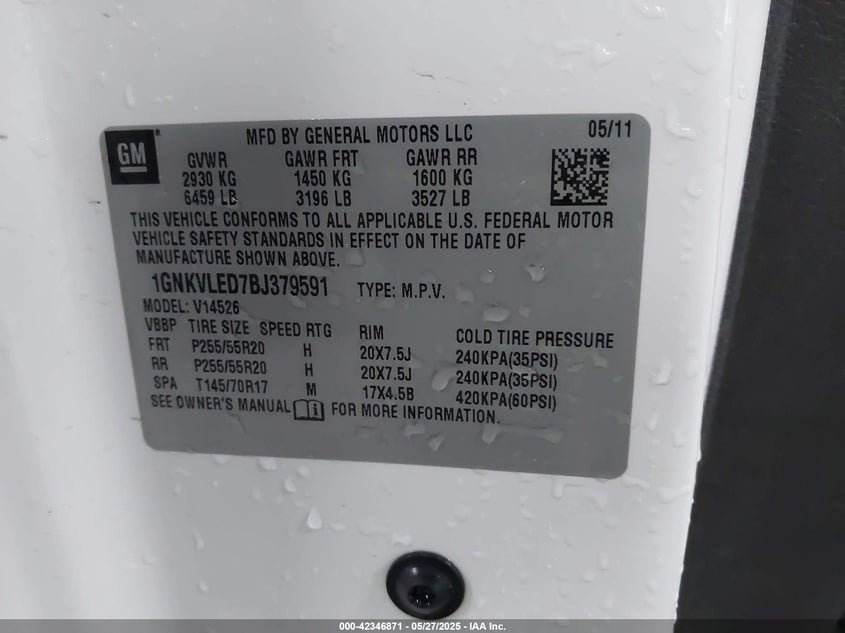 GM
MFD BY GENERAL MOTORS LLC 05/11
GVWR GAWR FRT GAWR RR
2930 KG 1450 KG 1600 KG
6459 LB 3196 LB 3527 LB
THIS VEHICLE CONFORMS TO ALL APPLICABLE U.S. FEDERAL MOTOR
VEHICLE SAFETY STANDARDS IN EFFECT ON THE DATE OF
MANUFACTURE SHOWN ABOVE.
1GNKVLED7BJ379591 TYPE: M.P.V.
MODEL: V14526
VBBP TIRE SIZE SPEED RTG RIM COLD TIRE PRESSURE
FRT P255/55R20 H 20X7.5J 240KPA(35PSI)
RR P255/55R20 H 20X7.5J 240KPA(35PSI)
SPA T145/70R17 M 17X4.5B 420KPA(60PSI)
SEE OWNER'S MANUAL FOR MORE INFORMATION.
000-42346871 — 05/27/2025 — IAA Inc.